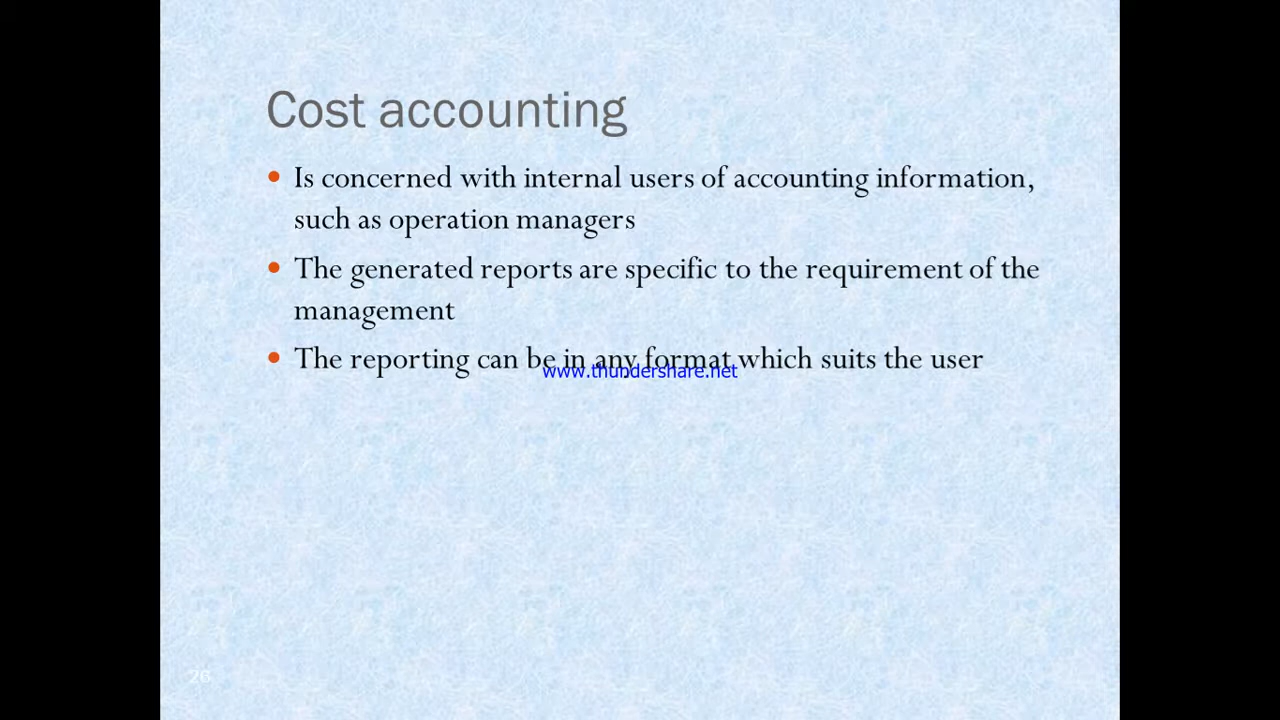 Cost accounting
• Is concerned with internal users of accounting information,
such as operation managers
• The generated reports are specific to the requirement of the
management
• The reporting can be in any format which suits the user
www.thundershare.net
26